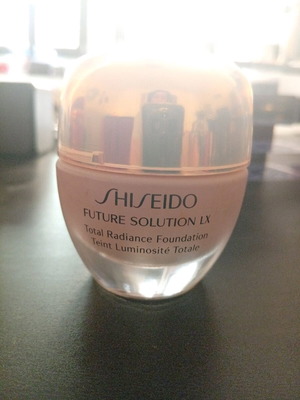 SHISEIDO
FUTURE SOLUTION LX
Total Radiance Foundation
Teint Luminosité Totale